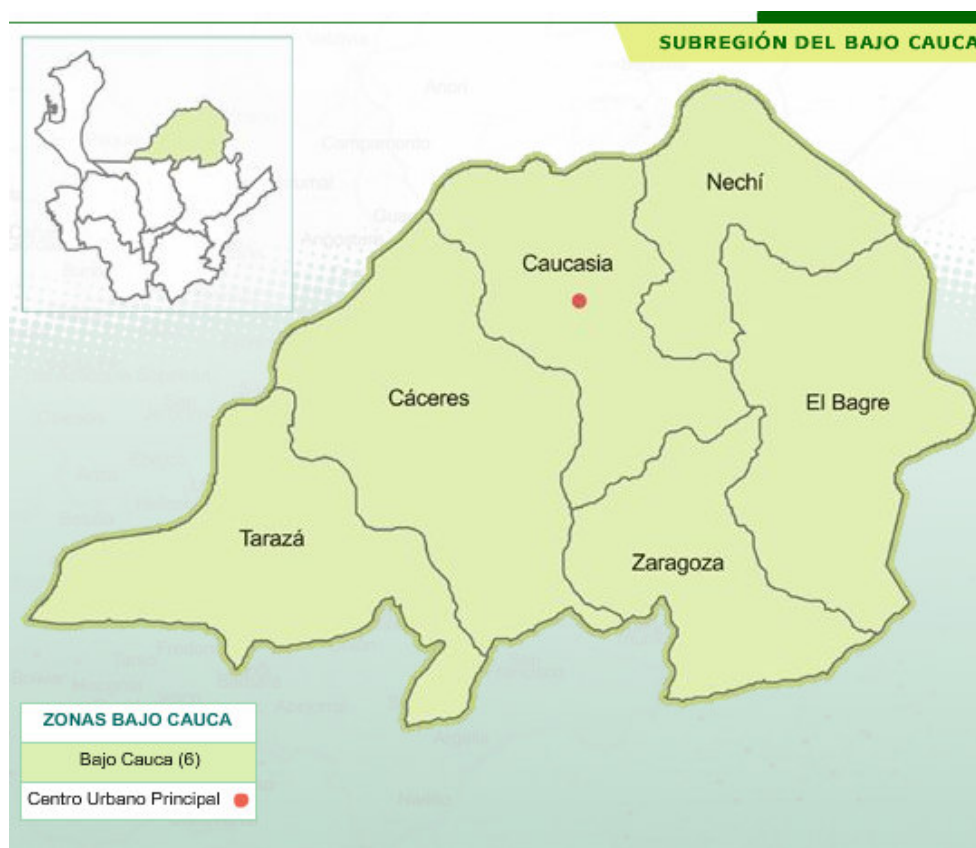 SUBREGIÓN DEL BAJO CAUCA
Nechí
Caucasia
Cáceres
El Bagre
Tarazá
Zaragoza
ZONAS BAJO CAUCA
Bajo Cauca (6)
Centro Urbano Principal